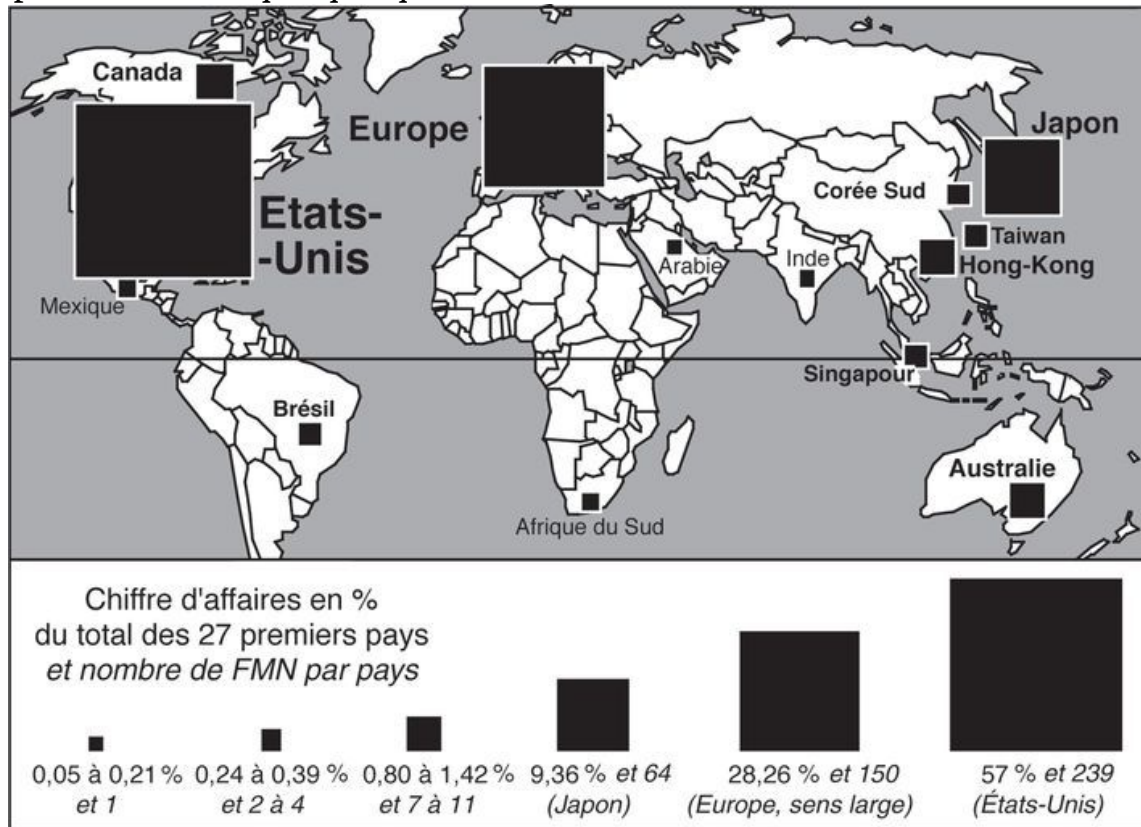 Canada
Europe
Japon
Corée Sud
Etats-
-Unis
Taiwan
Hong-Kong
Arabie
Inde
Mexique
Singapour
Brésil
Australie
Afrique du Sud
Chiffre d'affaires en %
du total des 27 premiers pays
et nombre de FMN par pays
0,05 à 0,21 % 0,24 à 0,39 % 0,80 à 1,42 % 9,36 % et 64 28,26 % et 150 57 % et 239
et 1 et 2 à 4 et 7 à 11 (Japon) (Europe, sens large) (États-Unis)